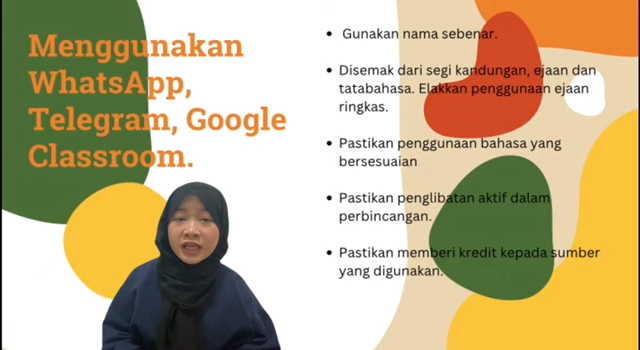 Menggunakan
WhatsApp,
Telegram, Google
Classroom.
• Gunakan nama sebenar.
• Disemak dari segi kandungan, ejaan dan
tatabahasa. Elakkan penggunaan ejaan
ringkas.
• Pastikan penggunaan bahasa yang
bersesuaian
• Pastikan penglibatan aktif dalam
perbincangan.
• Pastikan memberi kredit kepada sumber
yang digunakan.